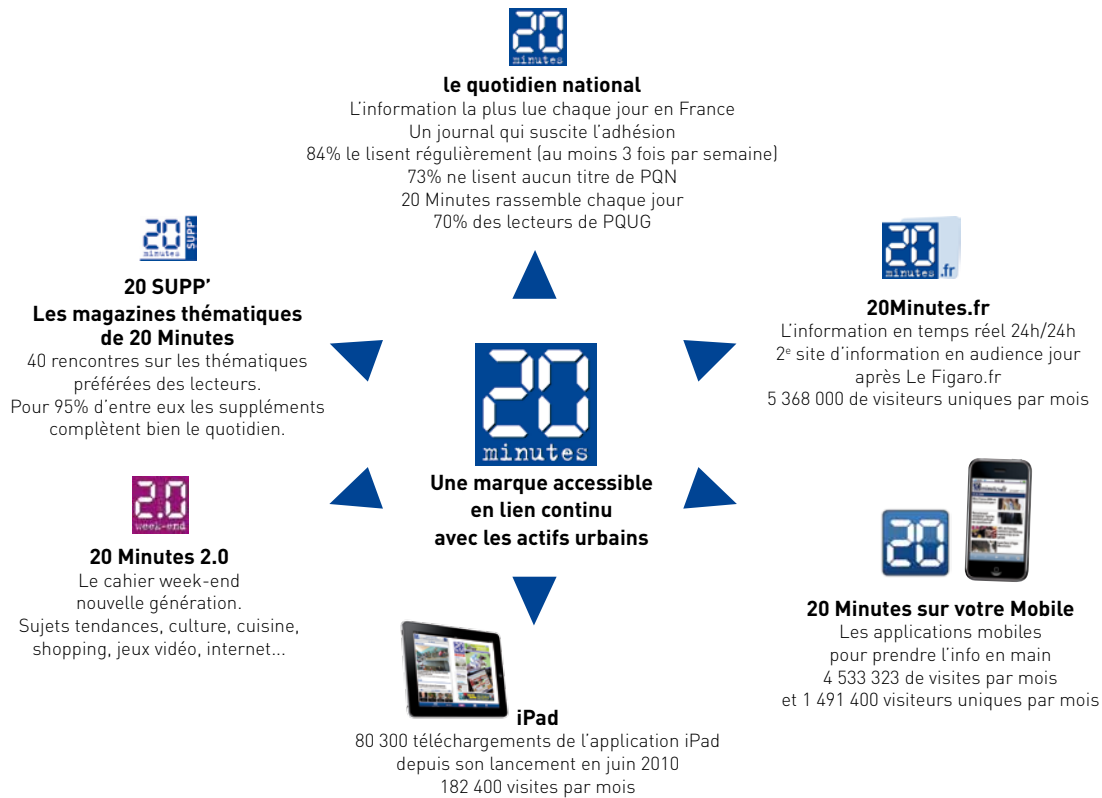 20
minutes
le quotidien national
L'information la plus lue chaque jour en France
Un journal qui suscite l'adhésion
84% le lisent régulièrement (au moins 3 fois par semaine)
73% ne lisent aucun titre de PQN
20 Minutes rassemble chaque jour
70% des lecteurs de PQUG
20
minutes
SUPP'
20 SUPP'
Les magazines thématiques
de 20 Minutes
40 rencontres sur les thématiques
préférées des lecteurs.
Pour 95% d'entre eux les suppléments
complètent bien le quotidien.
20
minutes
.fr
20Minutes.fr
L'information en temps réel 24h/24h
2e site d'information en audience jour
après Le Figaro.fr
5 368 000 de visiteurs uniques par mois
20
minutes
Une marque accessible
en lien continu
avec les actifs urbains
2.0
week-end
20 Minutes 2.0
Le cahier week-end
nouvelle génération.
Sujets tendances, culture, cuisine,
shopping, jeux vidéo, internet...
20
20 Minutes sur votre Mobile
Les applications mobiles
pour prendre l'info en main
4 533 323 de visites par mois
et 1 491 400 visiteurs uniques par mois
iPad
80 300 téléchargements de l'application iPad
depuis son lancement en juin 2010
182 400 visites par mois